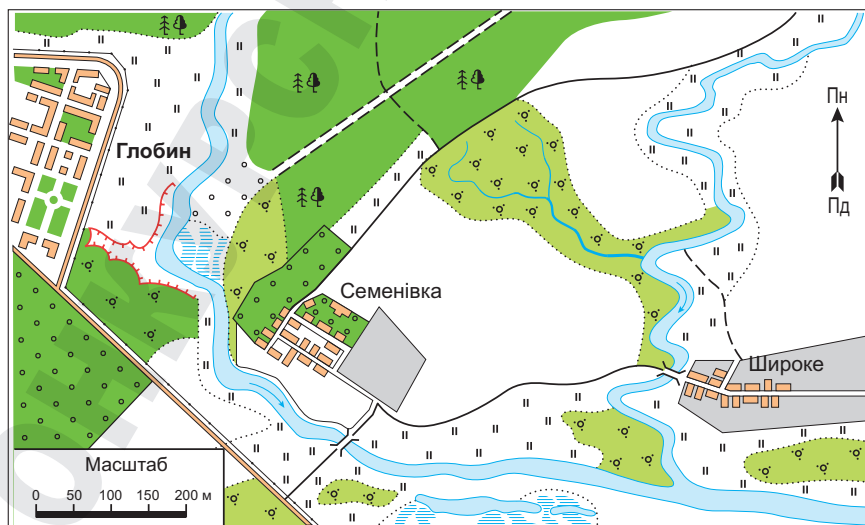 Глобин
Пн
Пд
Семенівка
Широке
Масштаб
0 50 100 150 200 м